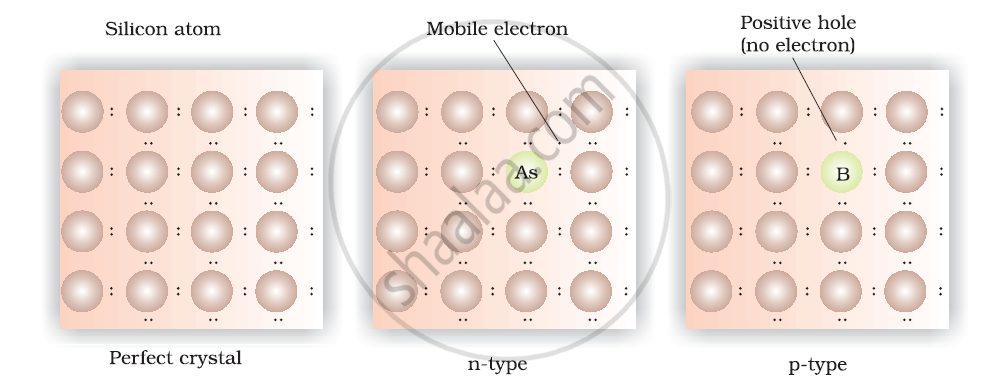 Silicon atom
Mobile electron
Positive hole
(no electron)
As
B
shaalaa.com
Perfect crystal
n-type
p-type